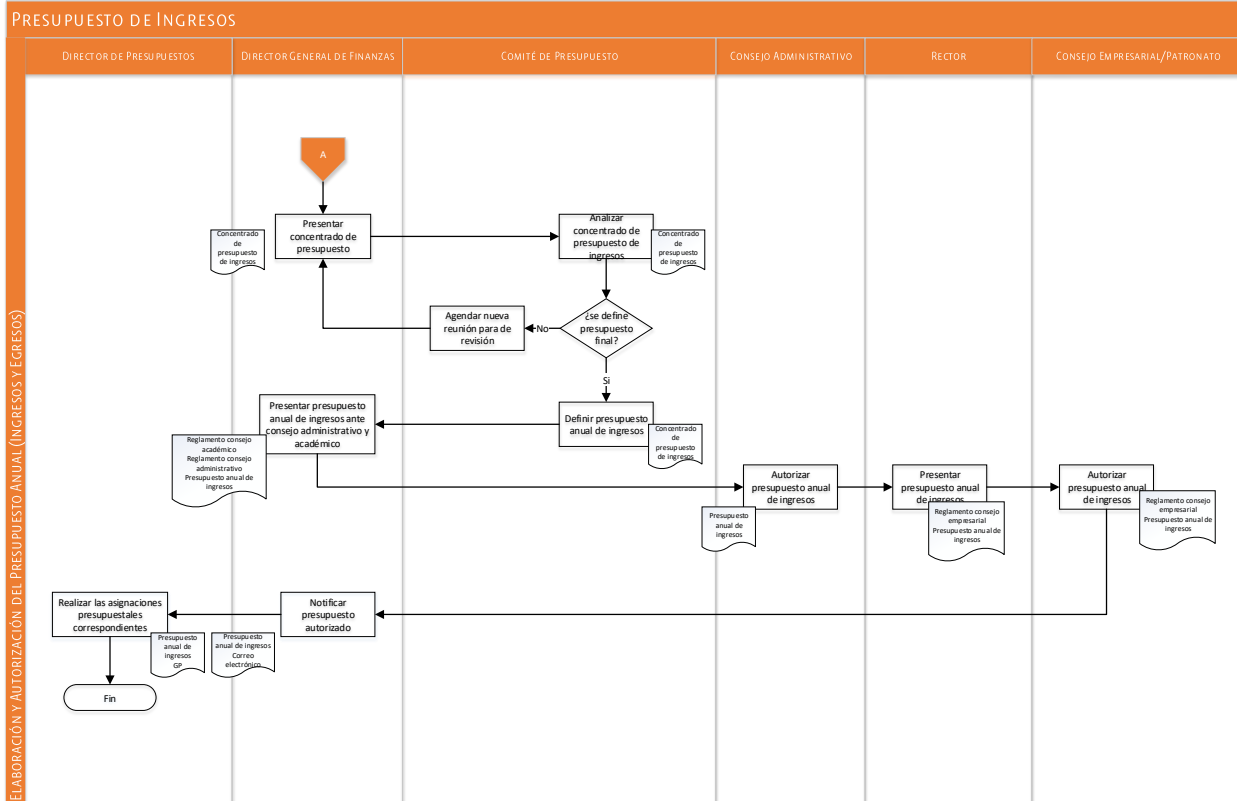 PRESUPUESTO DE INGRESOS
ELABORACIÓN Y AUTORIZACIÓN DEL PRESUPUESTO ANUAL (INGRESOS Y EGRESOS)
DIRECTOR DE PRESUPUESTOS
DIRECTOR GENERAL DE FINANZAS
COMITÉ DE PRESUPUESTO
CONSEJO ADMINISTRATIVO
RECTOR
CONSEJO EMPRESARIAL/PATRONATO
A
Presentar
concentrado de
presupuesto
Concentrado
de
presupuesto
de ingresos
Analizar
concentrado de
presupuesto de
ingresos
Concentrado
de
presupuesto
de ingresos
¿se define
presupuesto
final?
No
Agendar nueva
reunión para de
revisión
Si
Definir presupuesto
anual de ingresos
Concentrado
de
presupuesto
de ingresos
Presentar presupuesto
anual de ingresos ante
consejo administrativo y
académico
Reglamento consejo
académico
Reglamento consejo
administrativo
Presupuesto anual de
ingresos
Autorizar
presupuesto anual
de ingresos
Presupuesto
anual de
ingresos
Presentar
presupuesto anual
de ingresos
Reglamento consejo
empresarial
Presupuesto anual de
ingresos
Autorizar
presupuesto anual
de ingresos
Reglamento consejo
empresarial
Presupuesto anual de
ingresos
Notificar
presupuesto
autorizado
Presupuesto
anual de ingresos
Correo
electrónico
Realizar las asignaciones
presupuestales
correspondientes
Presupuesto
anual de
ingresos
GP
Fin